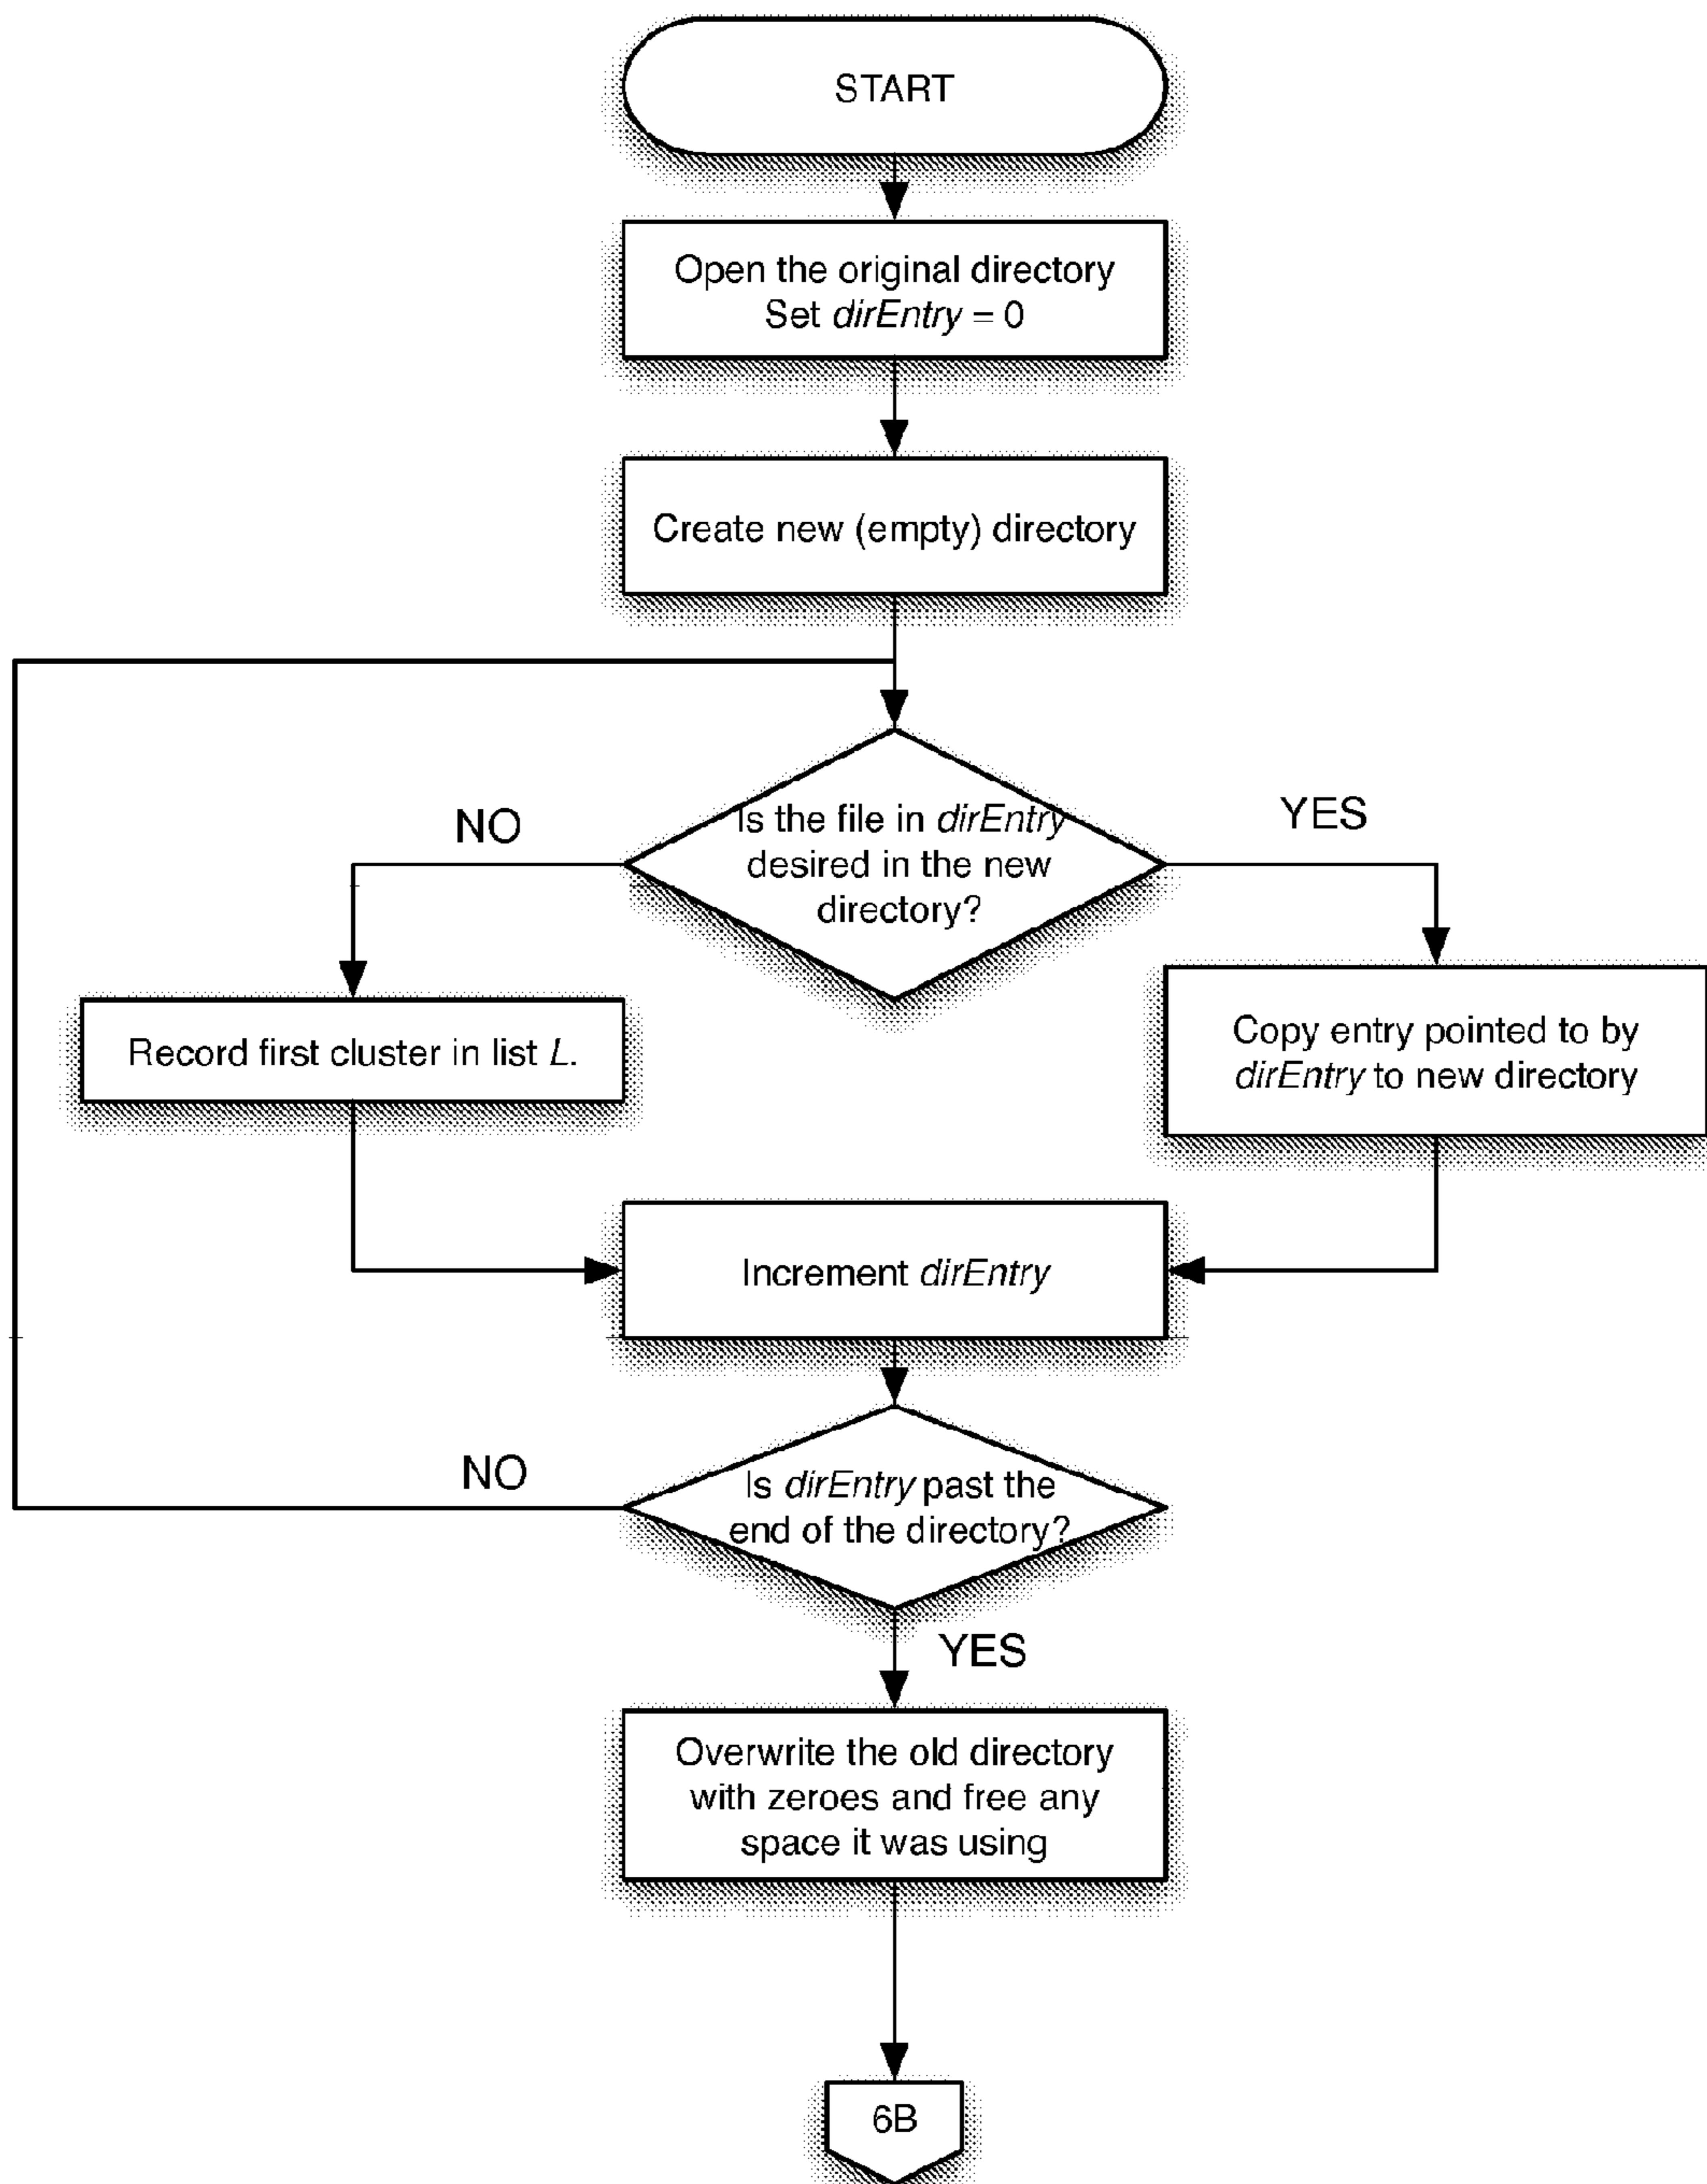 START
Open the original directory
Set dirEntry = 0
Create new (empty) directory
NO
YES
Is the file in dirEntry
desired in the new
directory?
Record first cluster in list L.
Copy entry pointed to by
dirEntry to new directory
Increment dirEntry
NO
Is dirEntry past the
end of the directory?
YES
Overwrite the old directory
with zeroes and free any
space it was using
6B